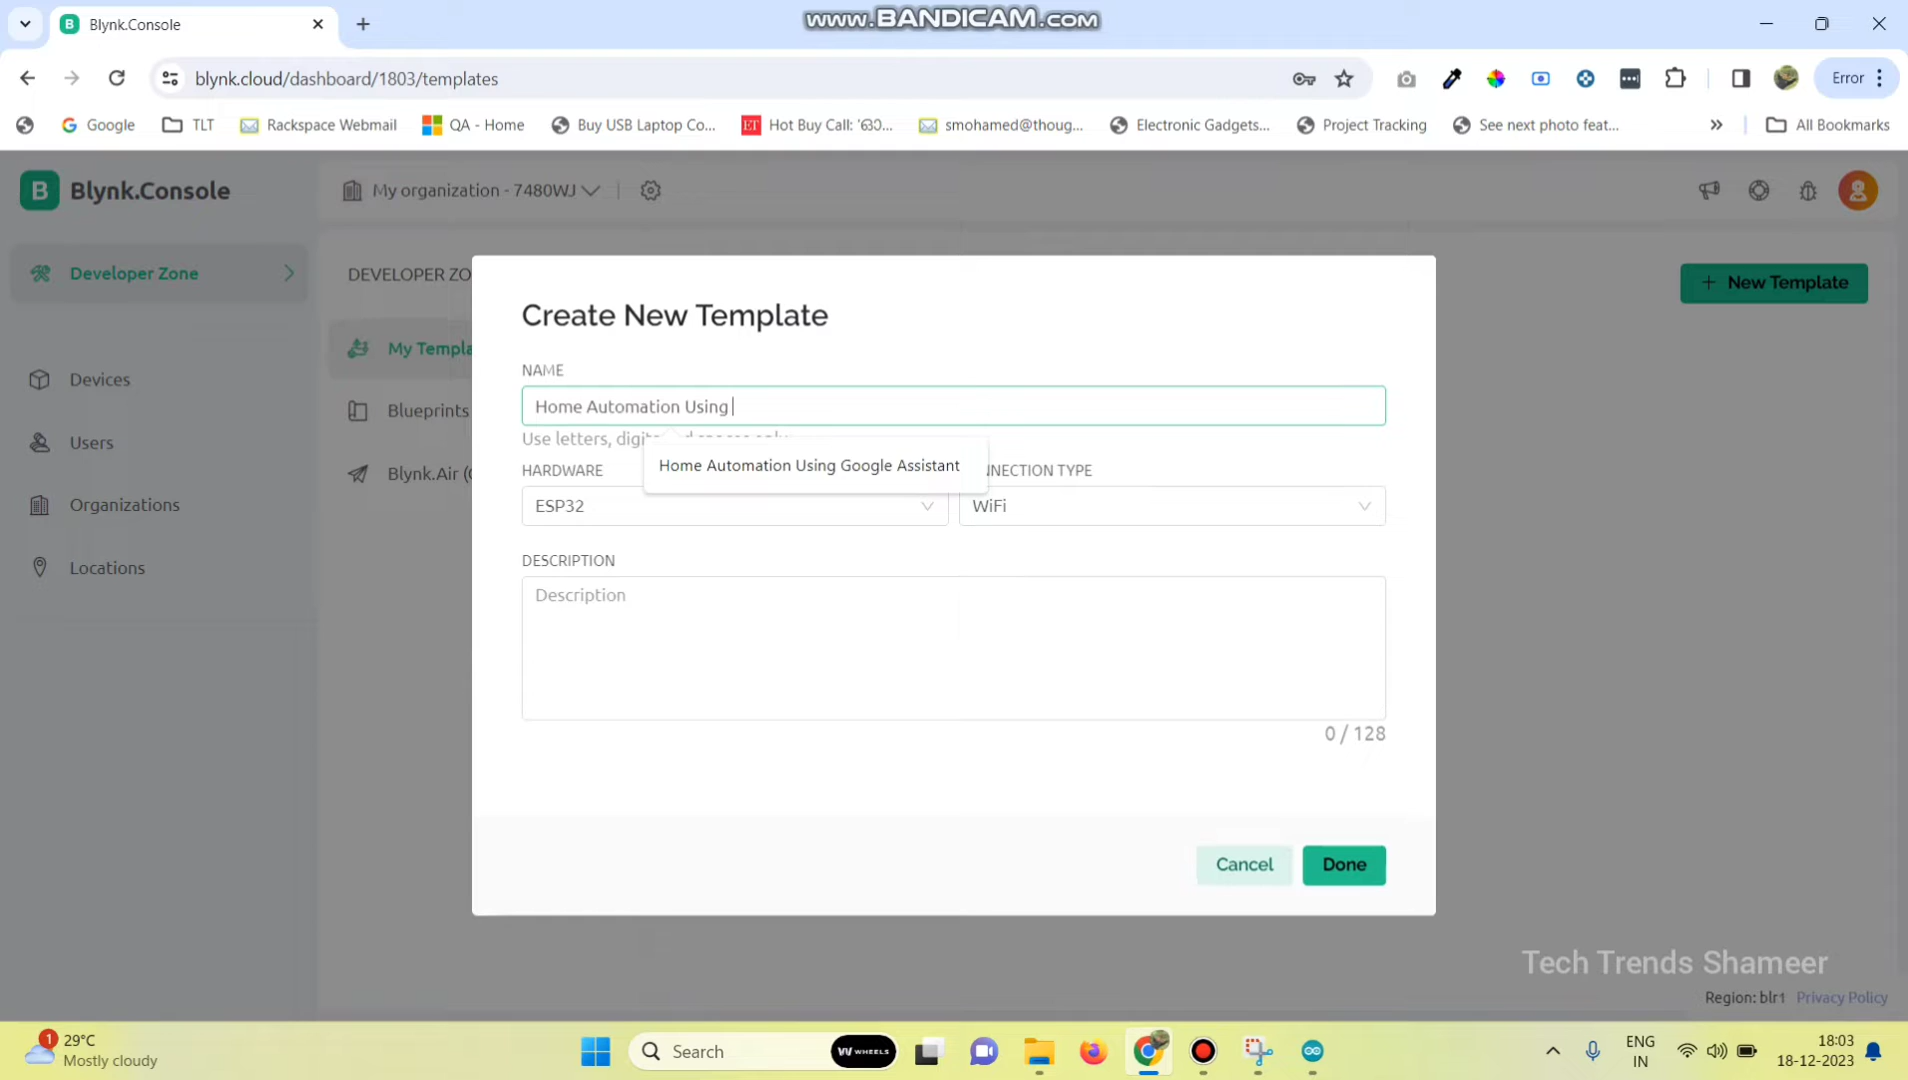 Blynk.Console
www.BANDICAM.com
blynk.cloud/dashboard/1803/templates
Error
Google
TLT
Rackspace Webmail
QA - Home
Buy USB Laptop Co...
Hot Buy Call: '630...
smohamed@thoug...
Electronic Gadgets...
Project Tracking
See next photo feat...
All Bookmarks
B Blynk.Console
My organization - 7480WJ
Developer Zone
DEVELOPER ZO
+ New Template
My Templa
Blueprints
Blynk.Air (
Devices
Users
Organizations
Locations
Create New Template
NAME
Home Automation Using
Use letters, digit
Home Automation Using Google Assistant
HARDWARE
NNECTION TYPE
ESP32
WiFi
DESCRIPTION
Description
0 / 128
Cancel
Done
Tech Trends Shameer
Region: blr1 Privacy Policy
1
29°C
Mostly cloudy
Search
WHEELS
ENG
IN
18:03
18-12-2023